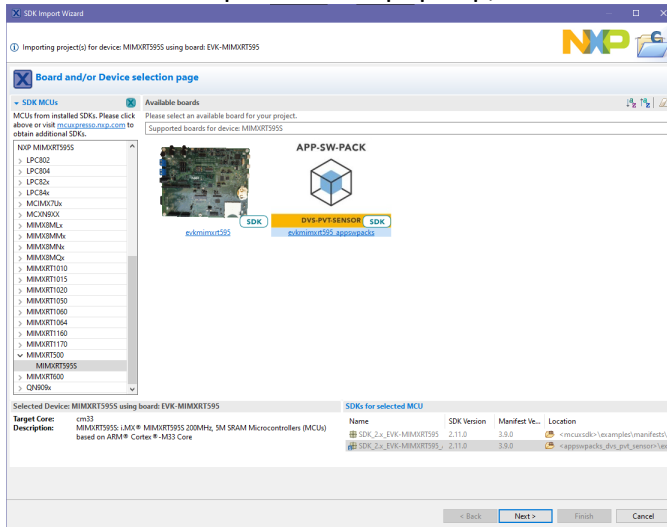 SDK Import Wizard
Importing project(s) for device: MIMXRT595S using board: EVK-MIMXRT595
NXP
Board and/or Device selection page
SDK MCUs
MCUs from installed SDKs. Please click above or visit mcuxpresso.nxp.com to obtain additional SDKs.
NXP MIMXRT595S
LPC802
LPC804
LPC82x
LPC84x
MCIMX7Ux
MCXN9XX
MIMX8MLx
MIMX8MMx
MIMX8MNx
MIMX8MQx
MIMXRT1010
MIMXRT1015
MIMXRT1020
MIMXRT1050
MIMXRT1060
MIMXRT1064
MIMXRT1160
MIMXRT1170
MIMXRT500
MIMXRT595S
MIMXRT600
QN909x
Available boards
Please select an available board for your project.
Supported boards for device: MIMXRT595S
SDK
evkmimxrt595
APP-SW-PACK
DVS-PVT-SENSOR
SDK
evkmimxrt595_appswpacks
Selected Device: MIMXRT595S using board: EVK-MIMXRT595
Target Core: cm33
Description: MIMXRT595S: i.MX® MIMXRT595S 200MHz, 5M SRAM Microcontrollers (MCUs)
based on ARM® Cortex®-M33 Core
SDKs for selected MCU
Name SDK Version Manifest Ve... Location
SDK_2.x_EVK-MIMXRT595 2.11.0 3.9.0 <mcuxsdk>\examples\manifests\
SDK_2.x_EVK-MIMXRT595_ 2.11.0 3.9.0 <appswpacks_dvs_pvt_sensor>\ex
< Back
Next >
Finish
Cancel